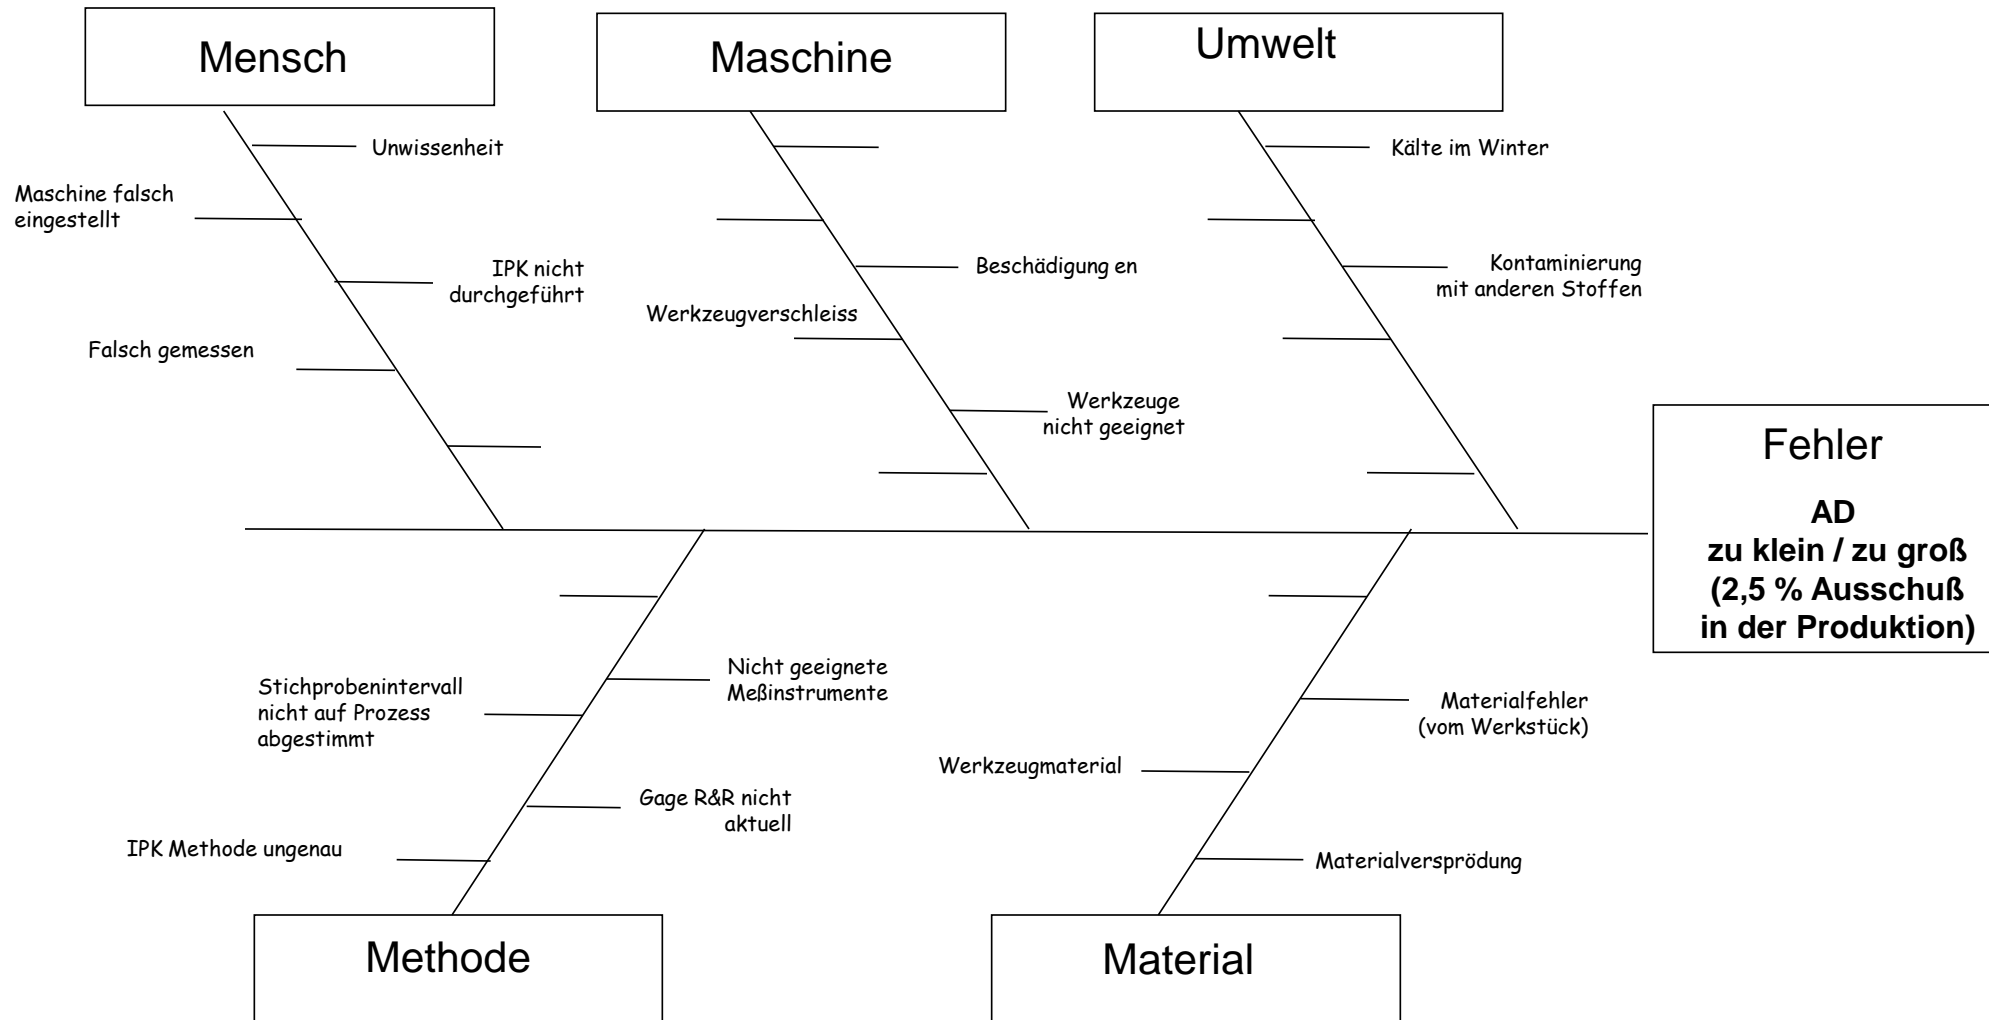 Mensch
Maschine
Umwelt
Unwissenheit
Maschine falsch
eingestellt
IPK nicht
durchgeführt
Falsch gemessen
Beschädigung en
Werkzeugverschleiss
Werkzeuge
nicht geeignet
Kälte im Winter
Kontaminierung
mit anderen Stoffen
Fehler
AD
zu klein / zu groß
(2,5 % Ausschuß
in der Produktion)
Stichprobenintervall
nicht auf Prozess
abgestimmt
Nicht geeignete
Meßinstrumente
Gage R&R nicht
aktuell
IPK Methode ungenau
Materialfehler
(vom Werkstück)
Werkzeugmaterial
Materialversprödung
Methode
Material